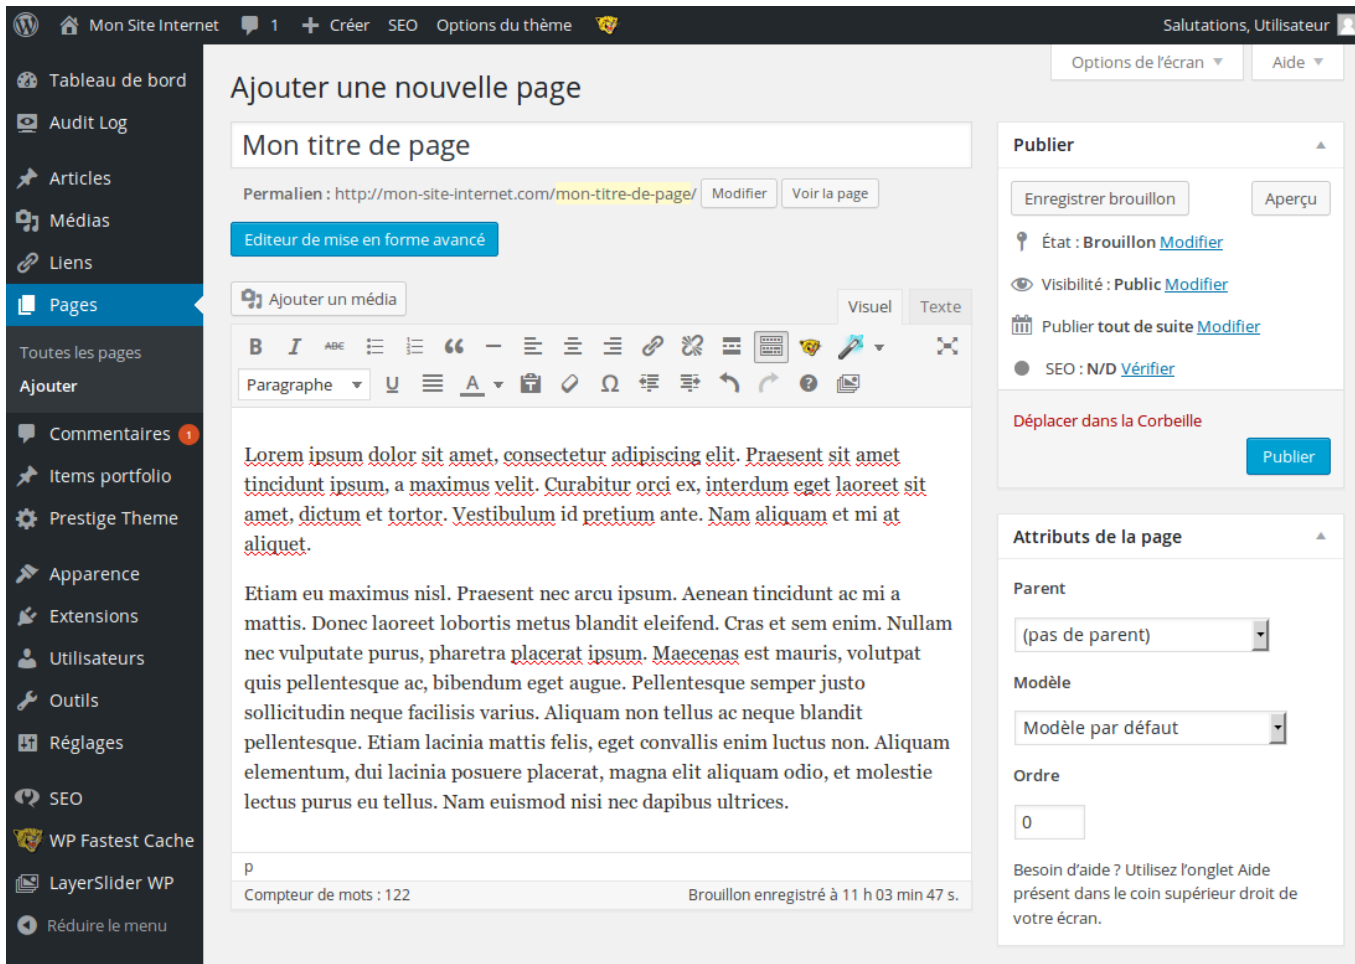 Mon Site Internet 1 Créer SEO Options du thème Salutations, Utilisateur
Options de l'écran Aide
Tableau de bord
Audit Log
Articles
Médias
Liens
Pages
Toutes les pages
Ajouter
Commentaires 1
Items portfolio
Prestige Theme
Apparence
Extensions
Utilisateurs
Outils
Réglages
SEO
WP Fastest Cache
LayerSlider WP
Réduire le menu
Ajouter une nouvelle page
Mon titre de page
Permalien : http://mon-site-internet.com/mon-titre-de-page/ Modifier Voir la page
Editeur de mise en forme avancé
Ajouter un média
Visuel Texte
B I ABC
Paragraphe U A Ω
Lorem ipsum dolor sit amet, consectetur adipiscing elit. Praesent sit amet
tincidunt ipsum, a maximus velit. Curabitur orci ex, interdum eget laoreet sit
amet, dictum et tortor. Vestibulum id pretium ante. Nam aliquam et mi at
aliquet.
Etiam eu maximus nisl. Praesent nec arcu ipsum. Aenean tincidunt ac mi a
mattis. Donec laoreet lobortis metus blandit eleifend. Cras et sem enim. Nullam
nec vulputate purus, pharetra placerat ipsum. Maecenas est mauris, volutpat
quis pellentesque ac, bibendum eget augue. Pellentesque semper justo
sollicitudin neque facilisis varius. Aliquam non tellus ac neque blandit
pellentesque. Etiam lacinia mattis felis, eget convallis enim luctus non. Aliquam
elementum, dui lacinia posuere placerat, magna elit aliquam odio, et molestie
lectus purus eu tellus. Nam euismod nisi nec dapibus ultrices.
p
Compteur de mots : 122 Brouillon enregistré à 11 h 03 min 47 s.
Publier
Enregistrer brouillon Aperçu
État : Brouillon Modifier
Visibilité : Public Modifier
Publier tout de suite Modifier
SEO : N/D Vérifier
Déplacer dans la Corbeille
Publier
Attributs de la page
Parent
(pas de parent)
Modèle
Modèle par défaut
Ordre
0
Besoin d'aide ? Utilisez l'onglet Aide
présent dans le coin supérieur droit de
votre écran.